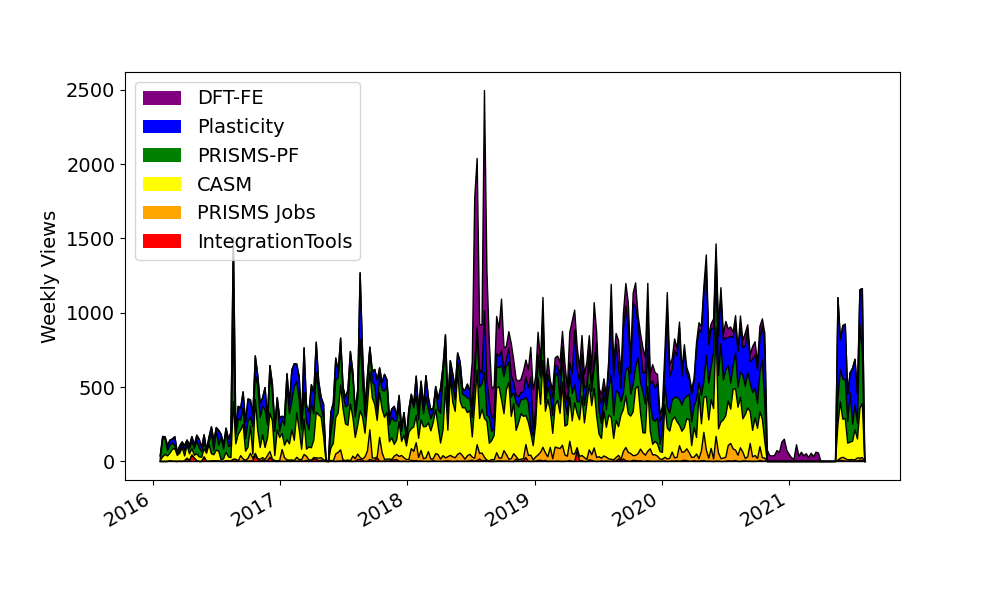 2500
2000
1500
1000
500
0
Weekly Views
DFT-FE
Plasticity
PRISMS-PF
CASM
PRISMS Jobs
IntegrationTools
2016
2017
2018
2019
2020
2021